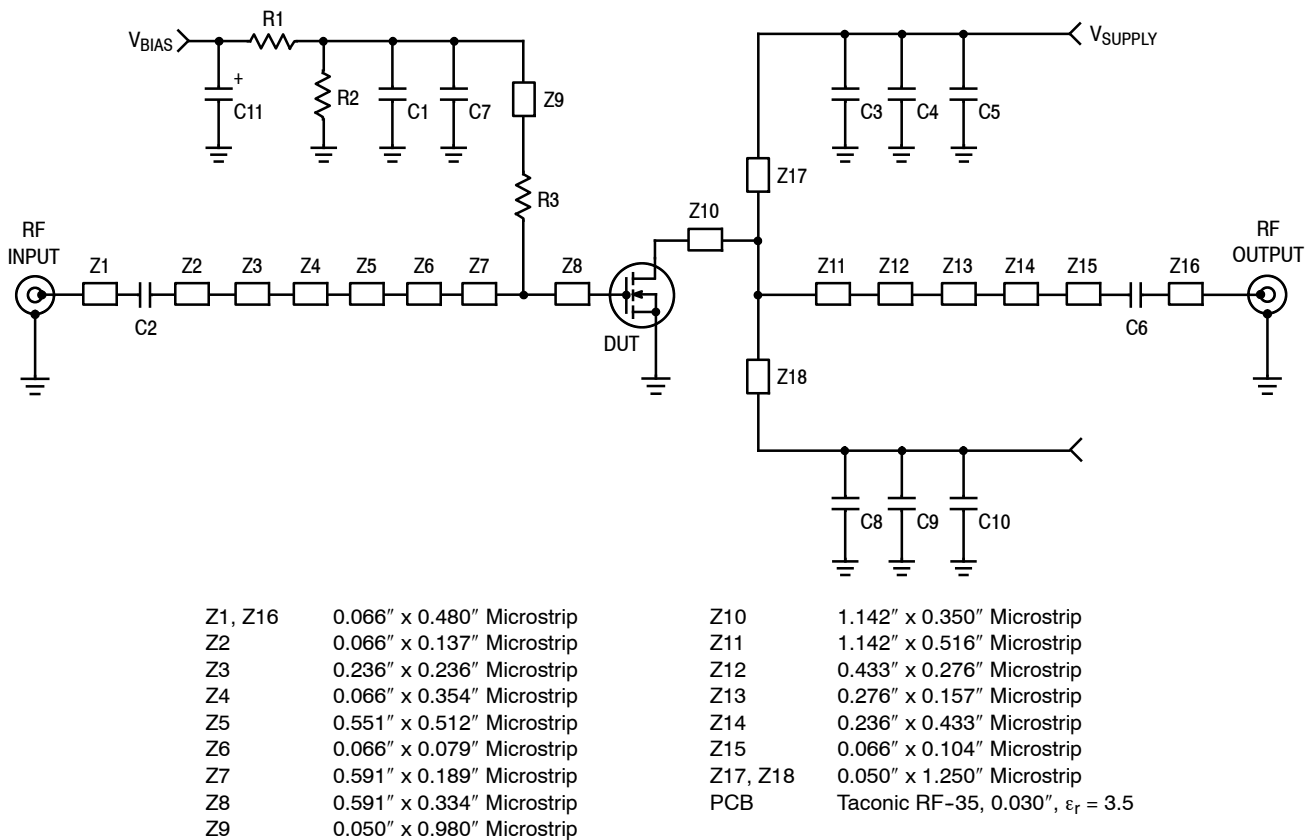 VBIAS
R1
+
C11
R2
C1
C7
Z9
R3
VSUPPLY
C3
C4
C5
Z17
Z10
RF
INPUT
Z1
C2
Z2
Z3
Z4
Z5
Z6
Z7
Z8
DUT
Z11
Z12
Z13
Z14
Z15
C6
Z16
RF
OUTPUT
Z18
C8
C9
C10
Z1, Z16 0.066″ x 0.480″ Microstrip
Z2 0.066″ x 0.137″ Microstrip
Z3 0.236″ x 0.236″ Microstrip
Z4 0.066″ x 0.354″ Microstrip
Z5 0.551″ x 0.512″ Microstrip
Z6 0.066″ x 0.079″ Microstrip
Z7 0.591″ x 0.189″ Microstrip
Z8 0.591″ x 0.334″ Microstrip
Z9 0.050″ x 0.980″ Microstrip
Z10 1.142″ x 0.350″ Microstrip
Z11 1.142″ x 0.516″ Microstrip
Z12 0.433″ x 0.276″ Microstrip
Z13 0.276″ x 0.157″ Microstrip
Z14 0.236″ x 0.433″ Microstrip
Z15 0.066″ x 0.104″ Microstrip
Z17, Z18 0.050″ x 1.250″ Microstrip
PCB Taconic RF-35, 0.030″, εr = 3.5